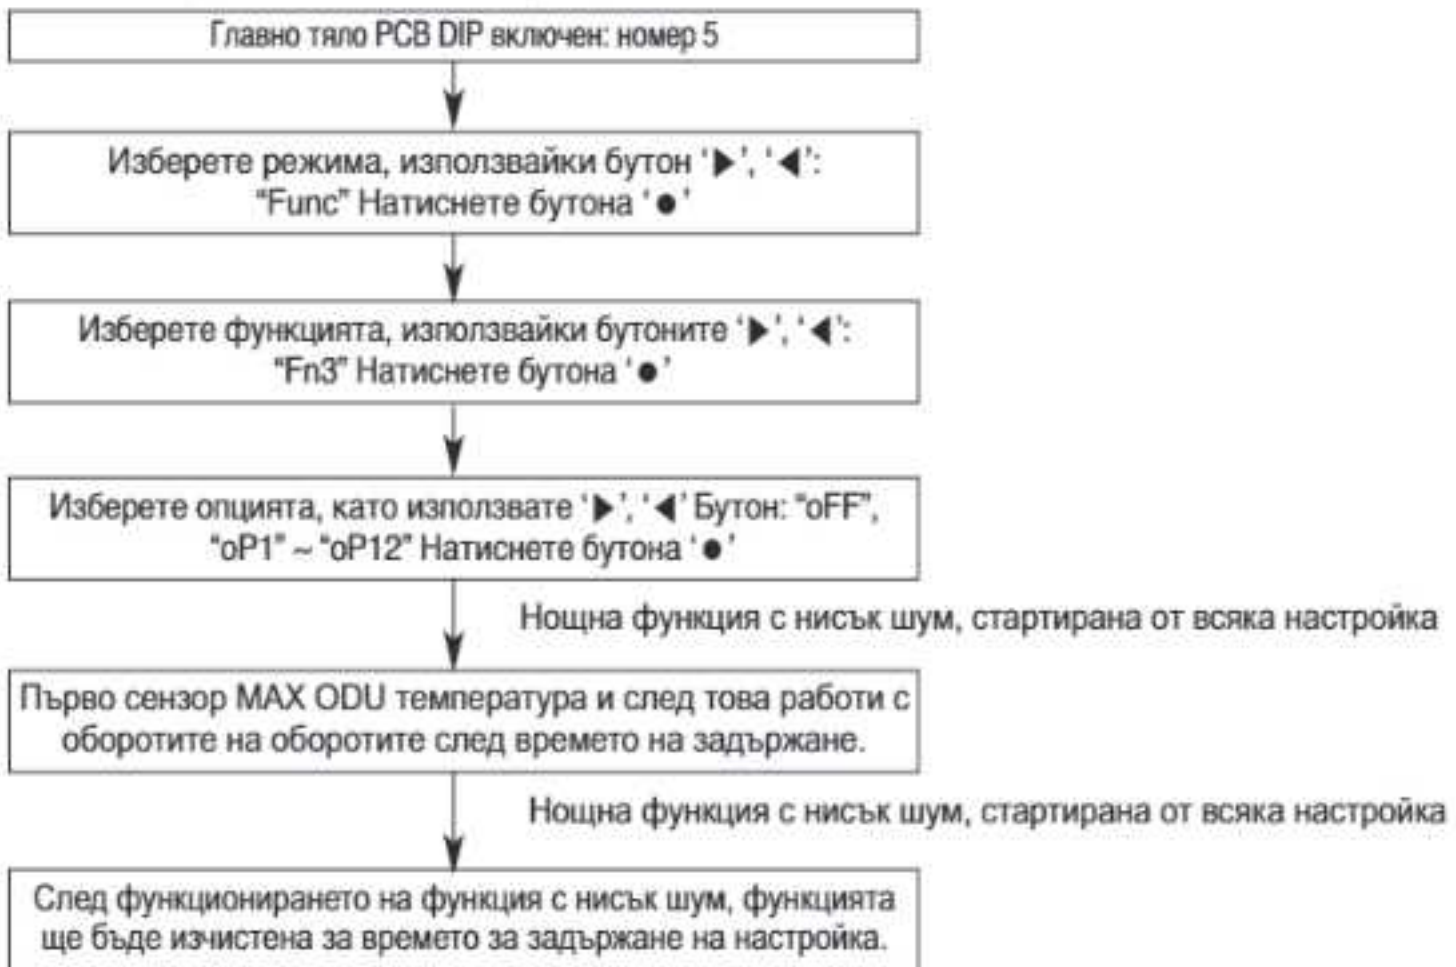 Главно тяло PCB DIP включен: номер 5
Изберете режима, използвайки бутон ‘▶’, ‘◀’:
“Func” Натиснете бутона ‘●’
Изберете функцията, използвайки бутоните ‘▶’, ‘◀’:
“Fn3” Натиснете бутона ‘●’
Изберете опцията, като използвате ‘▶’, ‘◀’ Бутон: “oFF”,
“oP1” ~ “oP12” Натиснете бутона ‘●’
Нощна функция с нисък шум, стартирана от всяка настройка
Първо сензор MAX ODU температура и след това работи с
оборотите на оборотите след времето на задържане.
Нощна функция с нисък шум, стартирана от всяка настройка
След функционирането на функция с нисък шум, функцията
ще бъде изчистена за времето за задържане на настройка.